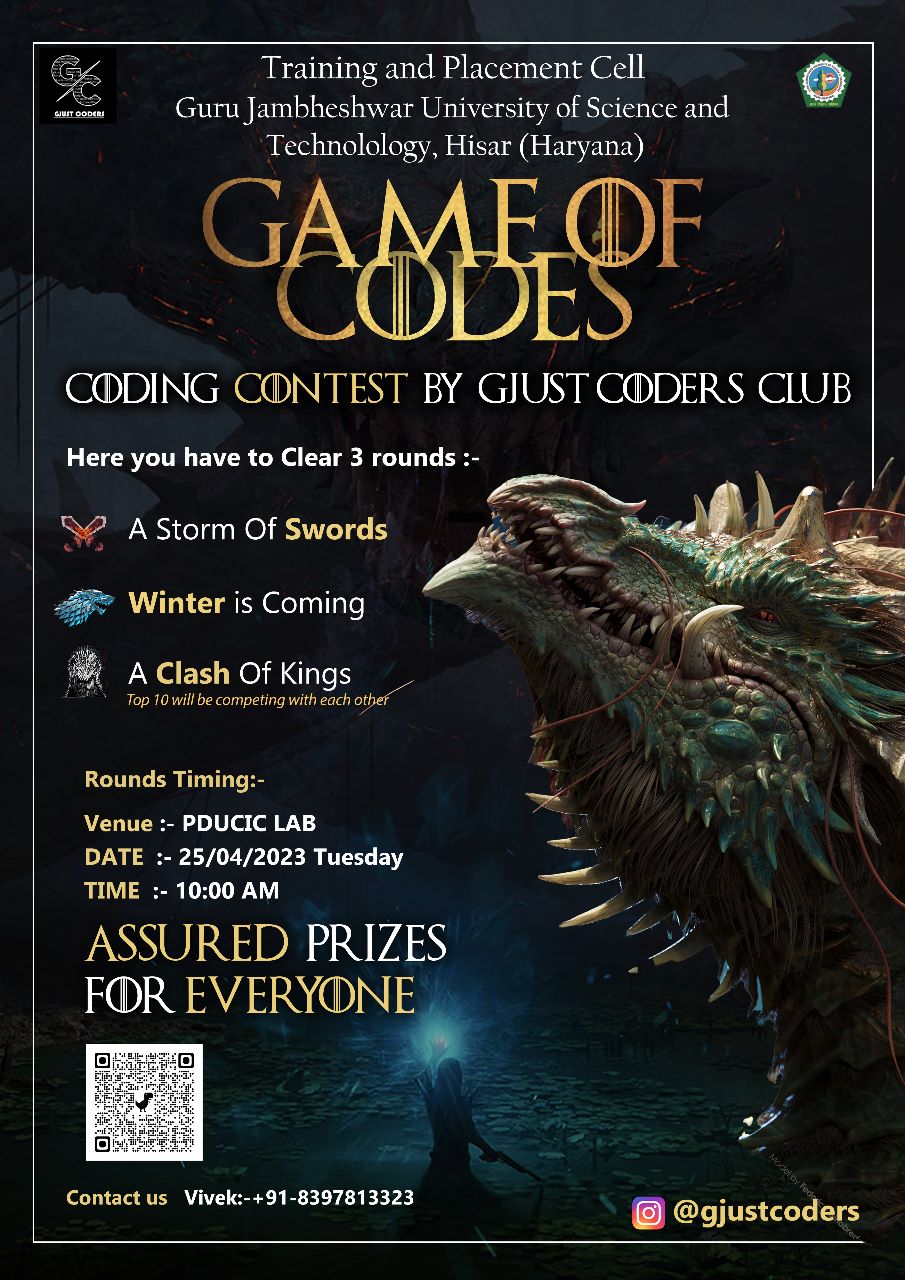 GC
GJUST CODERS
Training and Placement Cell
Guru Jambheshwar University of Science and
Technolology, Hisar (Haryana)
GAME OF
CODES
CODING CONTEST BY GJUST CODERS CLUB
Here you have to Clear 3 rounds :-
A Storm Of Swords
Winter is Coming
A Clash Of Kings
Top 10 will be competing with each other
Rounds Timing:-
Venue :- PDUCIC LAB
DATE :- 25/04/2023 Tuesday
TIME :- 10:00 AM
ASSURED PRIZES
FOR EVERYONE
Contact us Vivek:-+91-8397813323
@gjustcoders
Model by